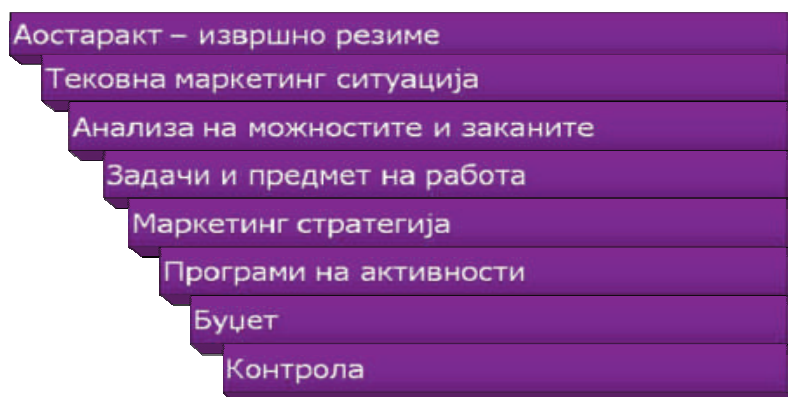 Аостаракт – извршно резиме
Тековна маркетинг ситуација
Анализа на можностите и заканите
Задачи и предмет на работа
Маркетинг стратегија
Програми на активности
Буџет
Контрола